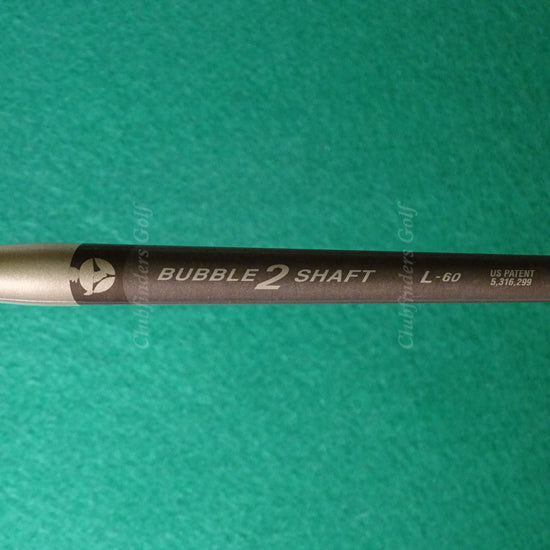 BUBBLE 2 SHAFT L-60
US PATENT
5,316,299
Clubfinders Golf
Clubfinders Golf